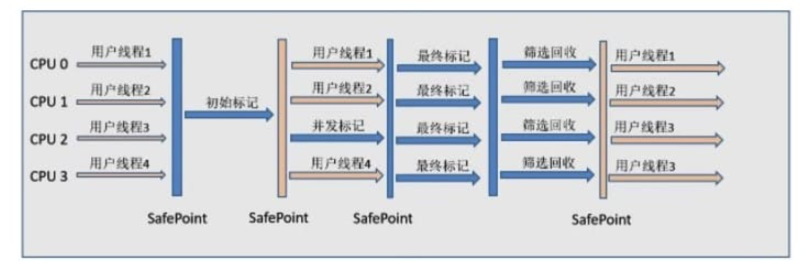 CPU 0 用户线程1 用户线程1 最终标记 筛选回收 用户线程1
CPU 1 用户线程2 初始标记 用户线程2 最终标记 筛选回收 用户线程2
CPU 2 用户线程3 并发标记 最终标记 筛选回收 用户线程3
CPU 3 用户线程4 用户线程4 最终标记 筛选回收 用户线程3
SafePoint SafePoint SafePoint SafePoint